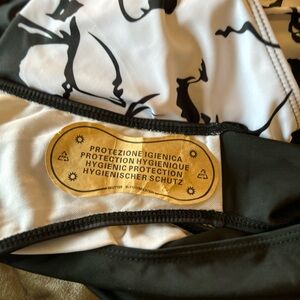 PROTEZIONE IGIENICA
PROTECTION HYGIENIQUE
HYGIENIC PROTECTION
HYGIENISCHER SCHUTZ